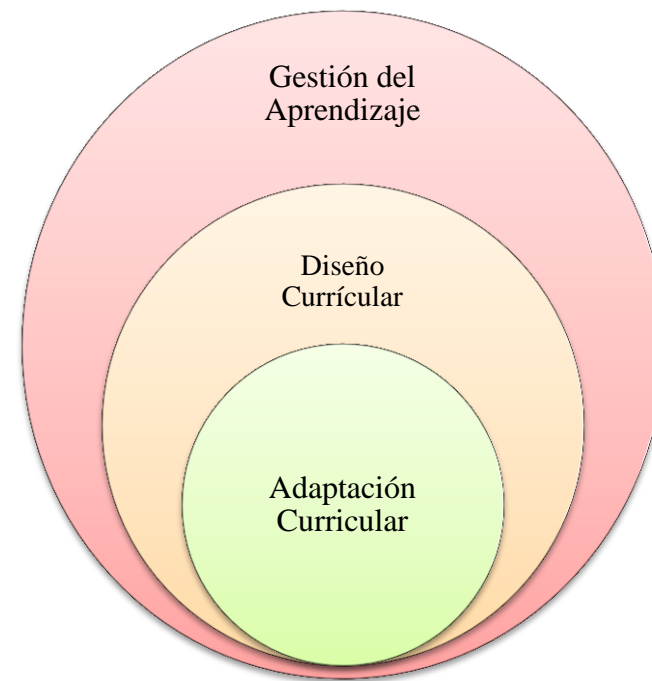 Gestión del
Aprendizaje
Diseño
Currícular
Adaptación
Curricular